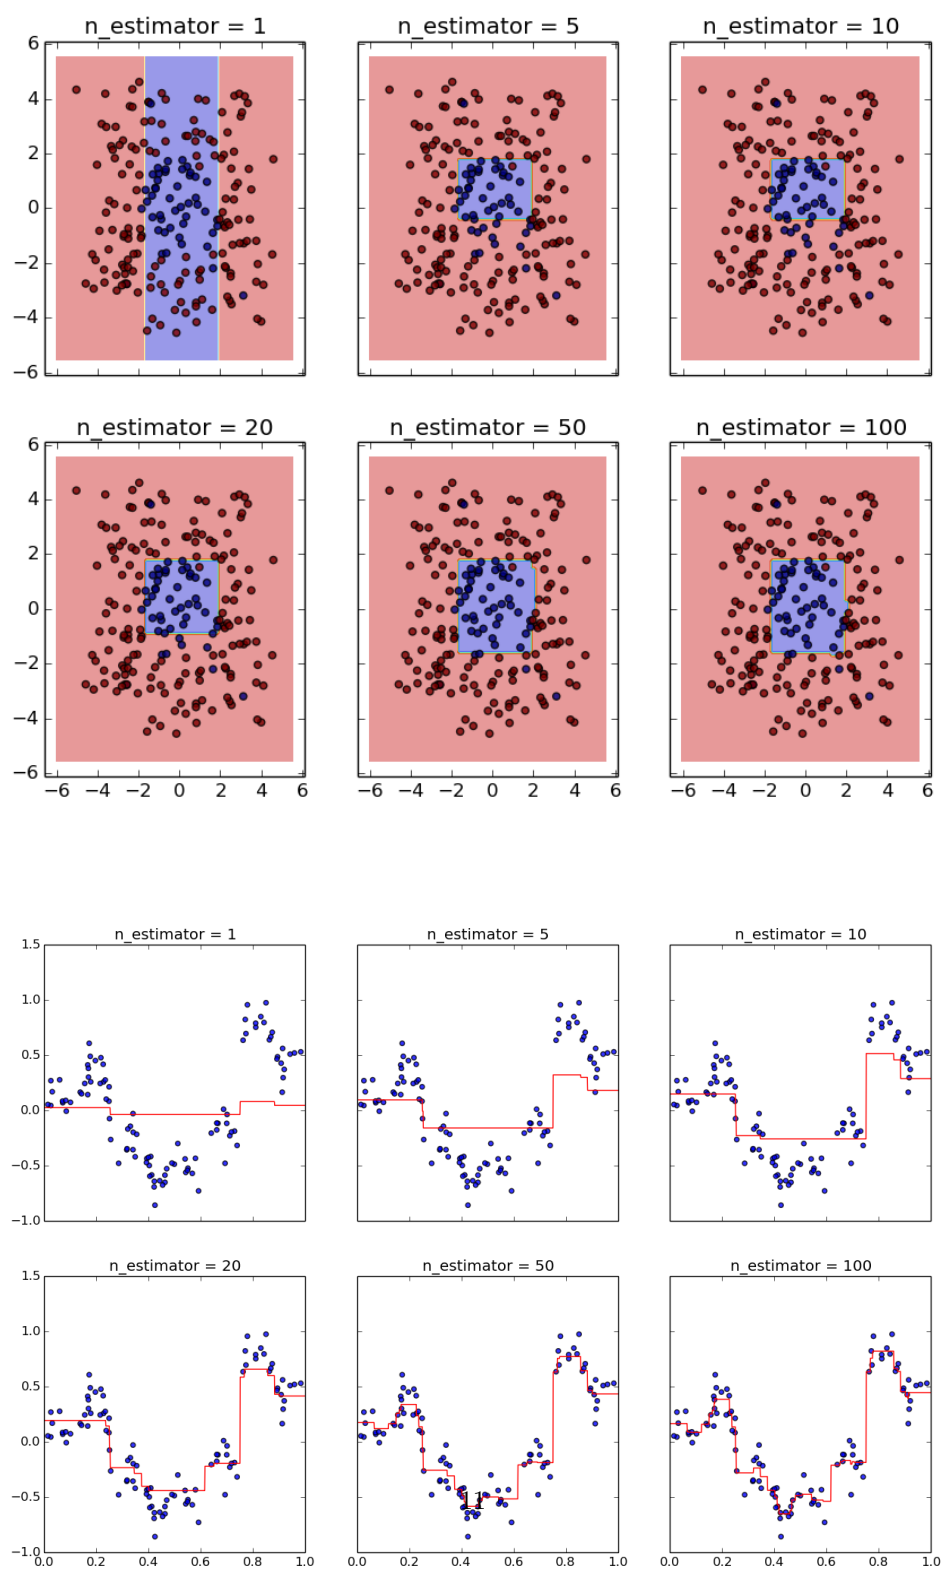 n_estimator = 1
n_estimator = 5
n_estimator = 10
6
4
2
0
−2
−4
−6
n_estimator = 20
n_estimator = 50
n_estimator = 100
6
4
2
0
−2
−4
−6
−6 −4 −2 0 2 4 6
−6 −4 −2 0 2 4 6
−6 −4 −2 0 2 4 6
n_estimator = 1
n_estimator = 5
n_estimator = 10
1.5
1.0
0.5
0.0
−0.5
−1.0
n_estimator = 20
n_estimator = 50
n_estimator = 100
1.5
1.0
0.5
0.0
−0.5
−1.0
11
0.0 0.2 0.4 0.6 0.8 1.0
0.0 0.2 0.4 0.6 0.8 1.0
0.0 0.2 0.4 0.6 0.8 1.0